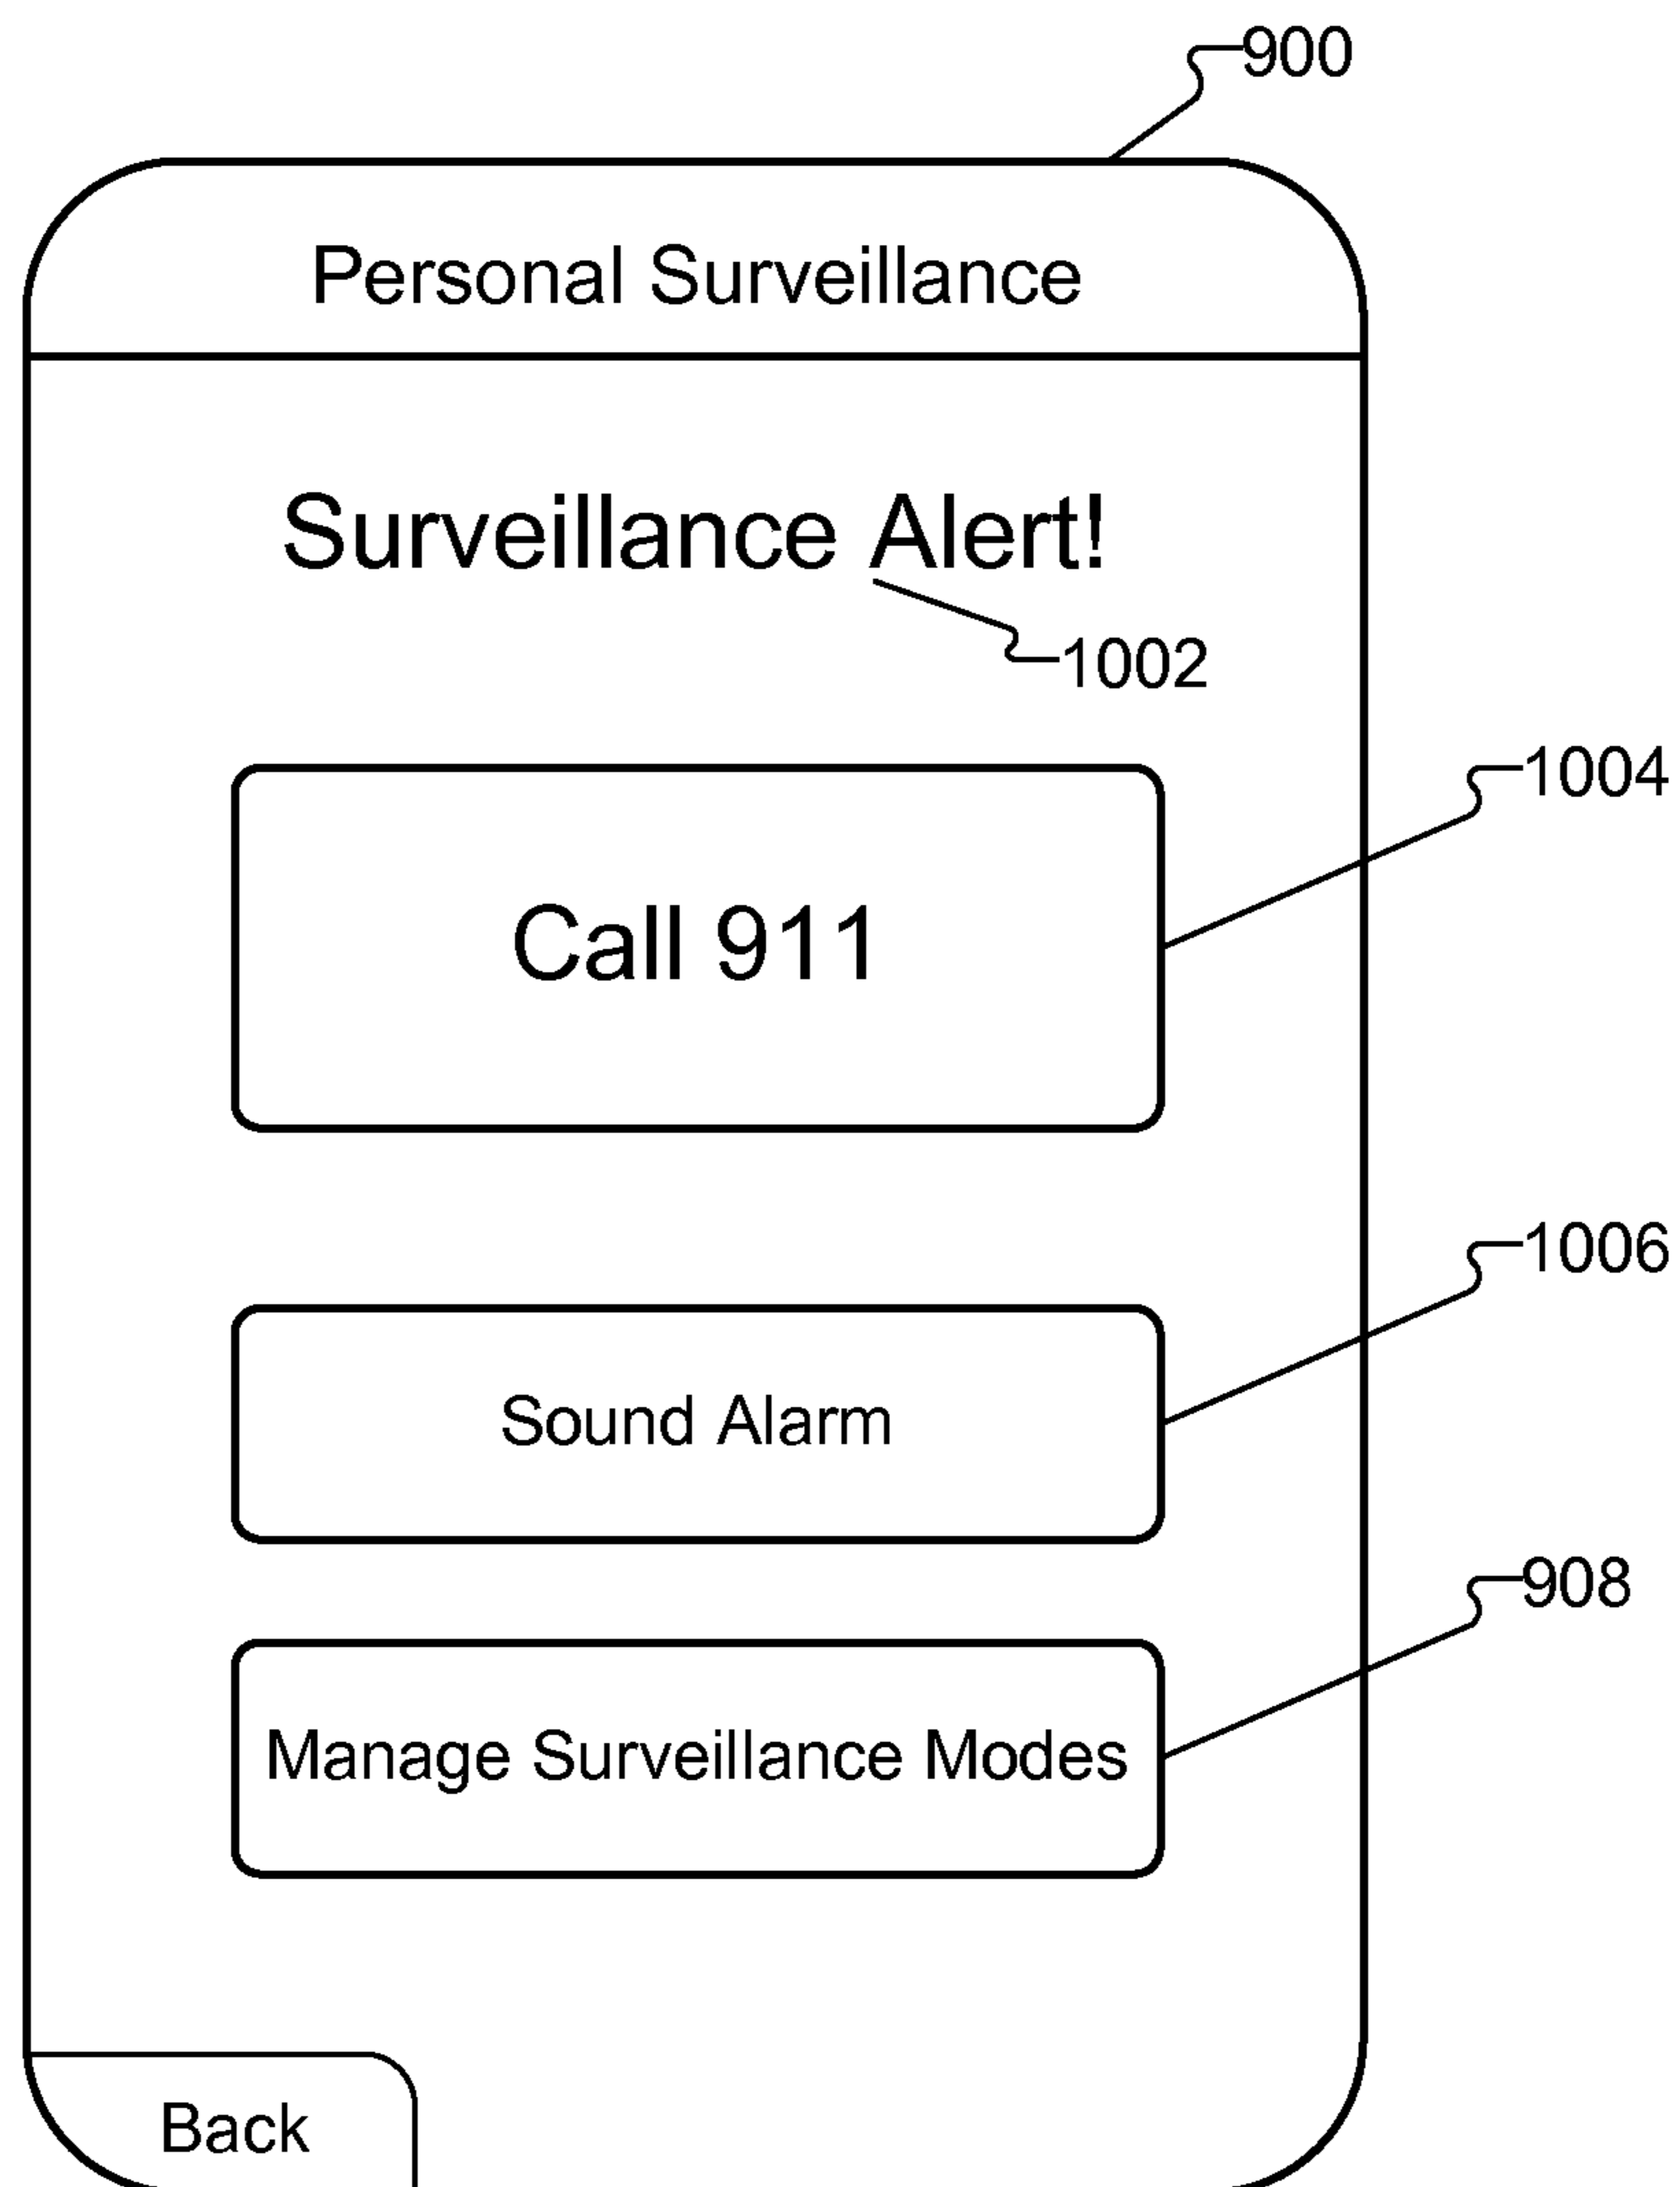 900
Personal Surveillance
Surveillance Alert!
1002
1004
Call 911
1006
Sound Alarm
908
Manage Surveillance Modes
Back